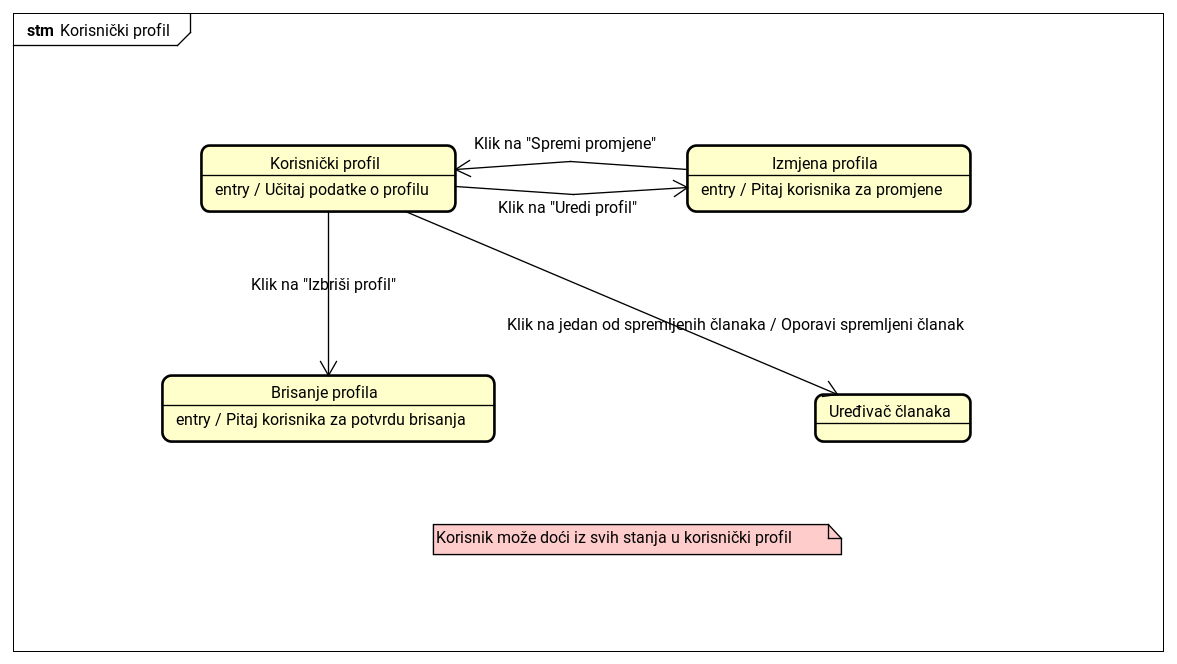 stm Korisnički profil
Klik na "Spremi promjene"
Korisnički profil
entry / Učitaj podatke o profilu
Izmjena profila
entry / Pitaj korisnika za promjene
Klik na "Uredi profil"
Klik na "Izbriši profil"
Klik na jedan od spremljenih članaka / Oporavi spremljeni članak
Brisanje profila
entry / Pitaj korisnika za potvrdu brisanja
Uređivač članaka
Korisnik može doći iz svih stanja u korisnički profil